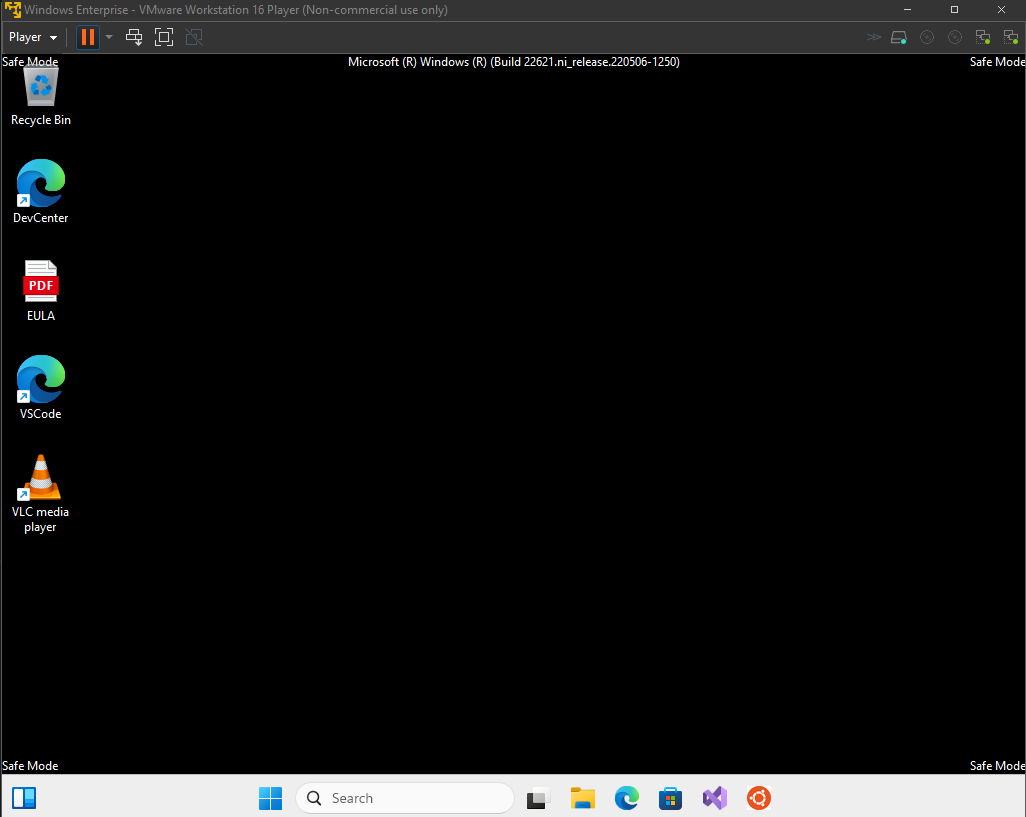 Windows Enterprise - VMware Workstation 16 Player (Non-commercial use only)
Player
Safe Mode
Microsoft (R) Windows (R) (Build 22621.ni_release.220506-1250)
Safe Mode
Recycle Bin
DevCenter
PDF
EULA
VSCode
VLC media
player
Safe Mode
Safe Mode
Search